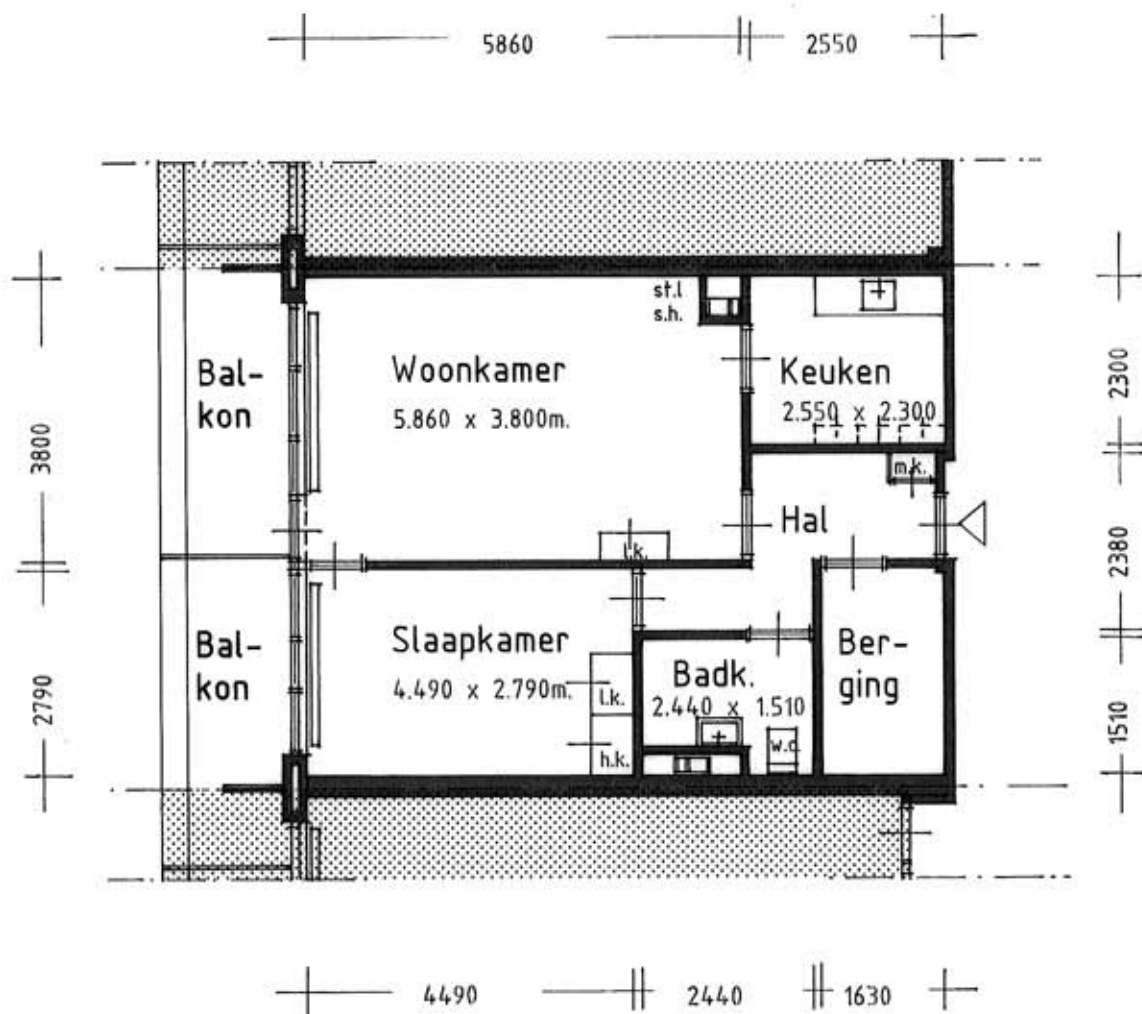 5860
2550
st.l
s.h.
Bal-
kon
Woonkamer
5.860 x 3.800m.
Keuken
2.550 x 2.300
2300
3800
m.k.
Hal
l.k.
2380
Bal-
kon
Slaapkamer
4.490 x 2.790m.
Badk.
2.440 x 1.510
Ber-
ging
2790
l.k.
h.k.
w.c.
1510
4490
2440
1630